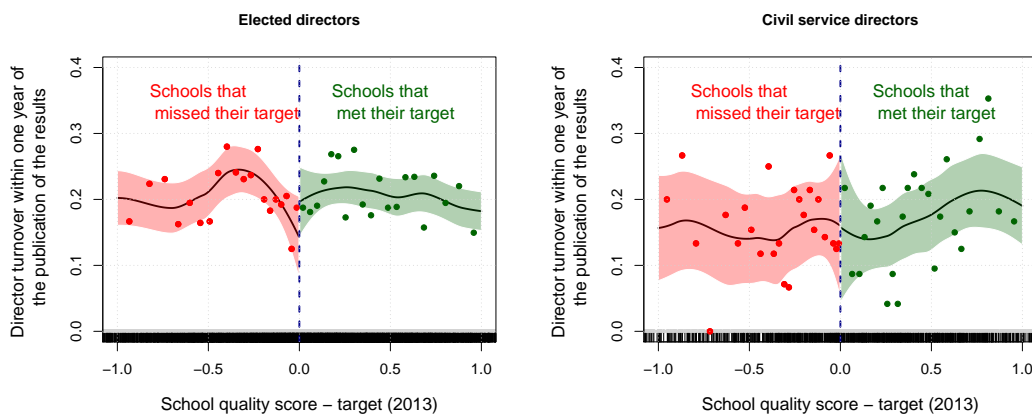 Elected directors
Director turnover within one year of
the publication of the results
0.4
0.3
0.2
0.1
0.0
Schools that
missed their target
Schools that
met their target
−1.0
−0.5
0.0
0.5
1.0
School quality score − target (2013)
Civil service directors
Director turnover within one year of
the publication of the results
0.4
0.3
0.2
0.1
0.0
Schools that
missed their target
Schools that
met their target
−1.0
−0.5
0.0
0.5
1.0
School quality score − target (2013)